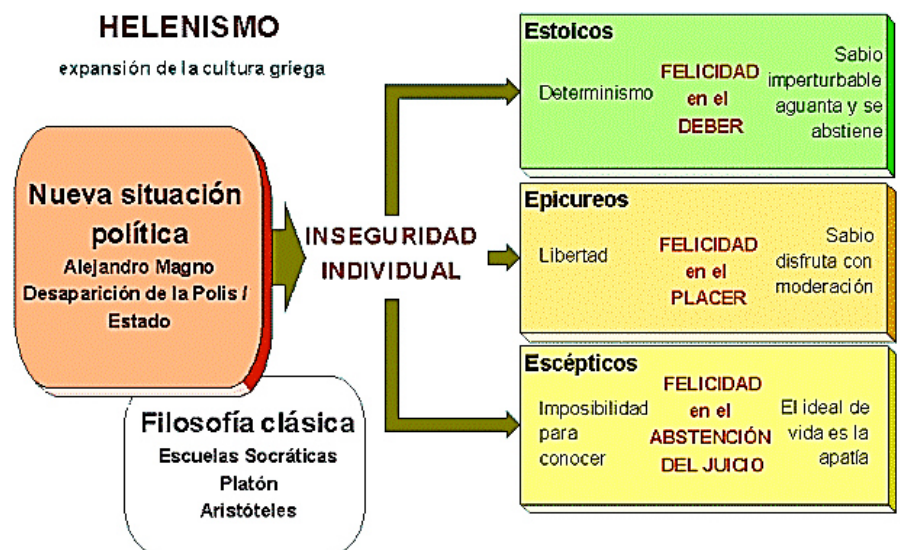 HELENISMO
expansión de la cultura griega
Nueva situación
política
Alejandro Magno
Desaparición de la Polis /
Estado
Filosofía clásica
Escuelas Socráticas
Platón
Aristóteles
INSEGURIDAD
INDIVIDUAL
Estoicos
Determinismo
FELICIDAD
en el
DEBER
Sabio
imperturbable
aguanta y se
abstiene
Epicureos
Libertad
FELICIDAD
en el
PLACER
Sabio
disfruta con
moderación
Escépticos
Imposibilidad
para
conocer
FELICIDAD
en el
ABSTENCIÓN
DEL JUICIO
El ideal de
vida es la
apatía